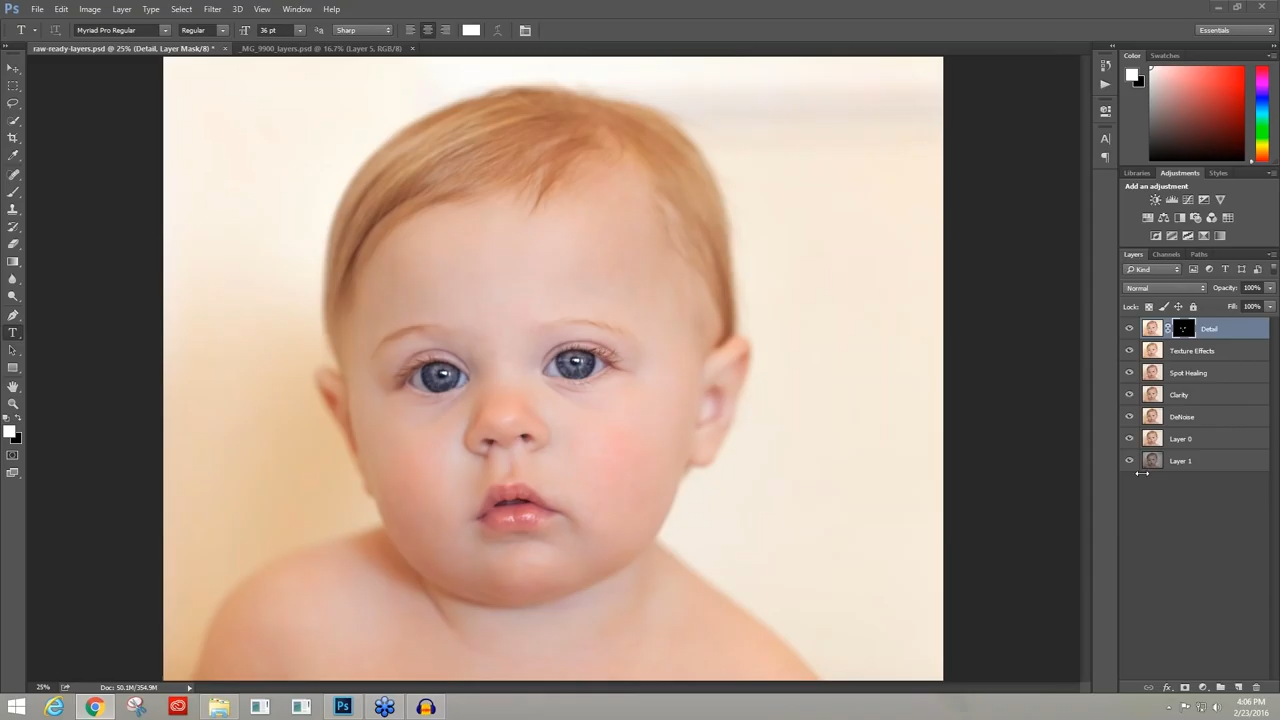 Ps File Edit Image Layer Type Select Filter 3D View Window Help
T Myriad Pro Regular Regular 36 pt Sharp Essentials
raw-ready-layers.psd @ 25% (Detail, Layer Mask/8) * × _MG_9900_layers.psd @ 16.7% (Layer 5, RGB/8) ×
Color Swatches
Libraries Adjustments Styles
Add an adjustment
Layers Channels Paths
Kind
Normal Opacity: 100%
Lock: Fill: 100%
Detail
Texture Effects
Spot Healing
Clarity
DeNoise
Layer 0
Layer 1
25% Doc: 50.1M/354.9M
Ps 4:06 PM
2/23/2016